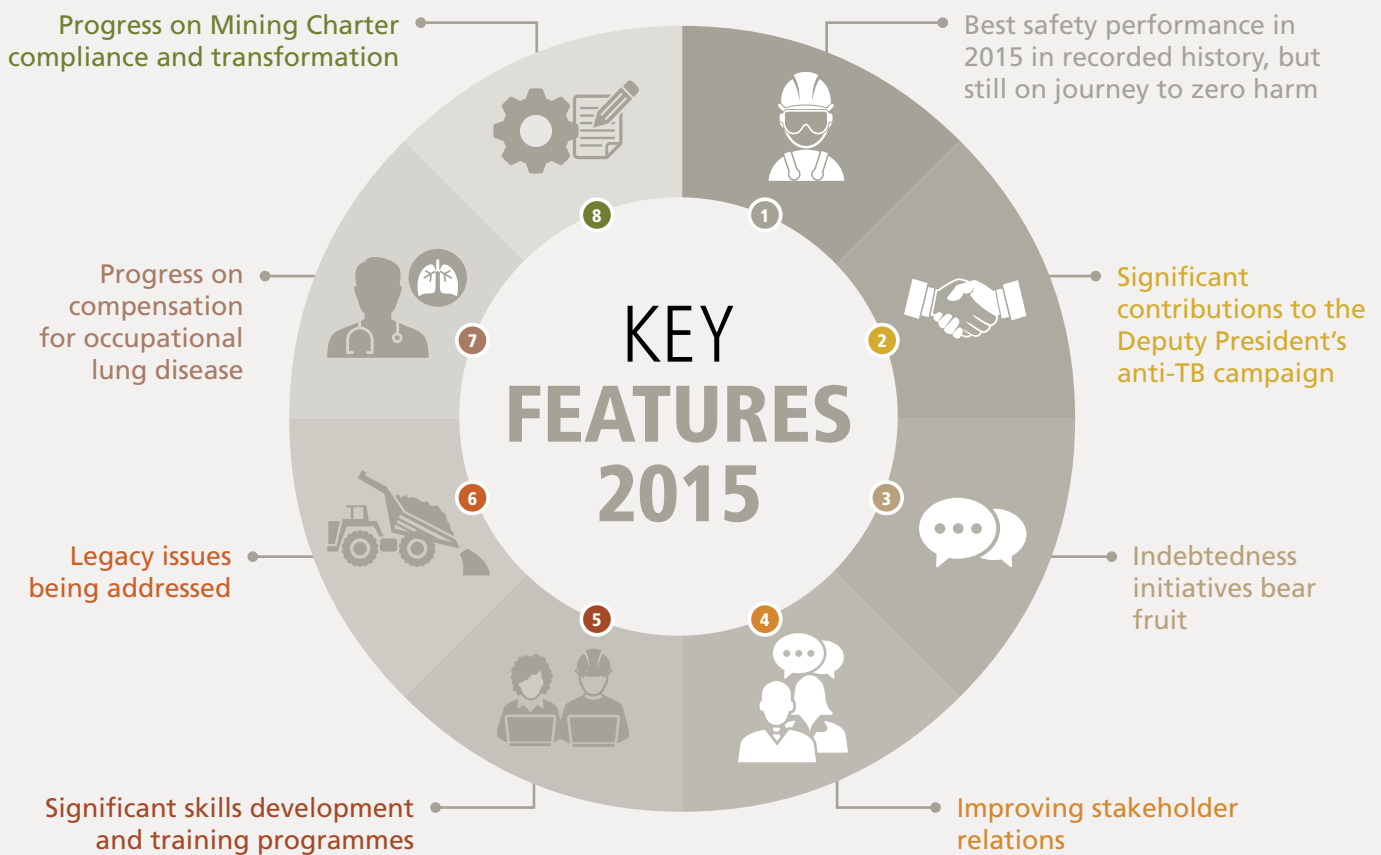 KEY
FEATURES
2015
1
Best safety performance in
2015 in recorded history, but
still on journey to zero harm
2
Significant
contributions to the
Deputy President’s
anti-TB campaign
3
Indebtedness
initiatives bear
fruit
4
Improving stakeholder
relations
5
Significant skills development
and training programmes
6
Legacy issues
being addressed
7
Progress on
compensation
for occupational
lung disease
8
Progress on Mining Charter
compliance and transformation